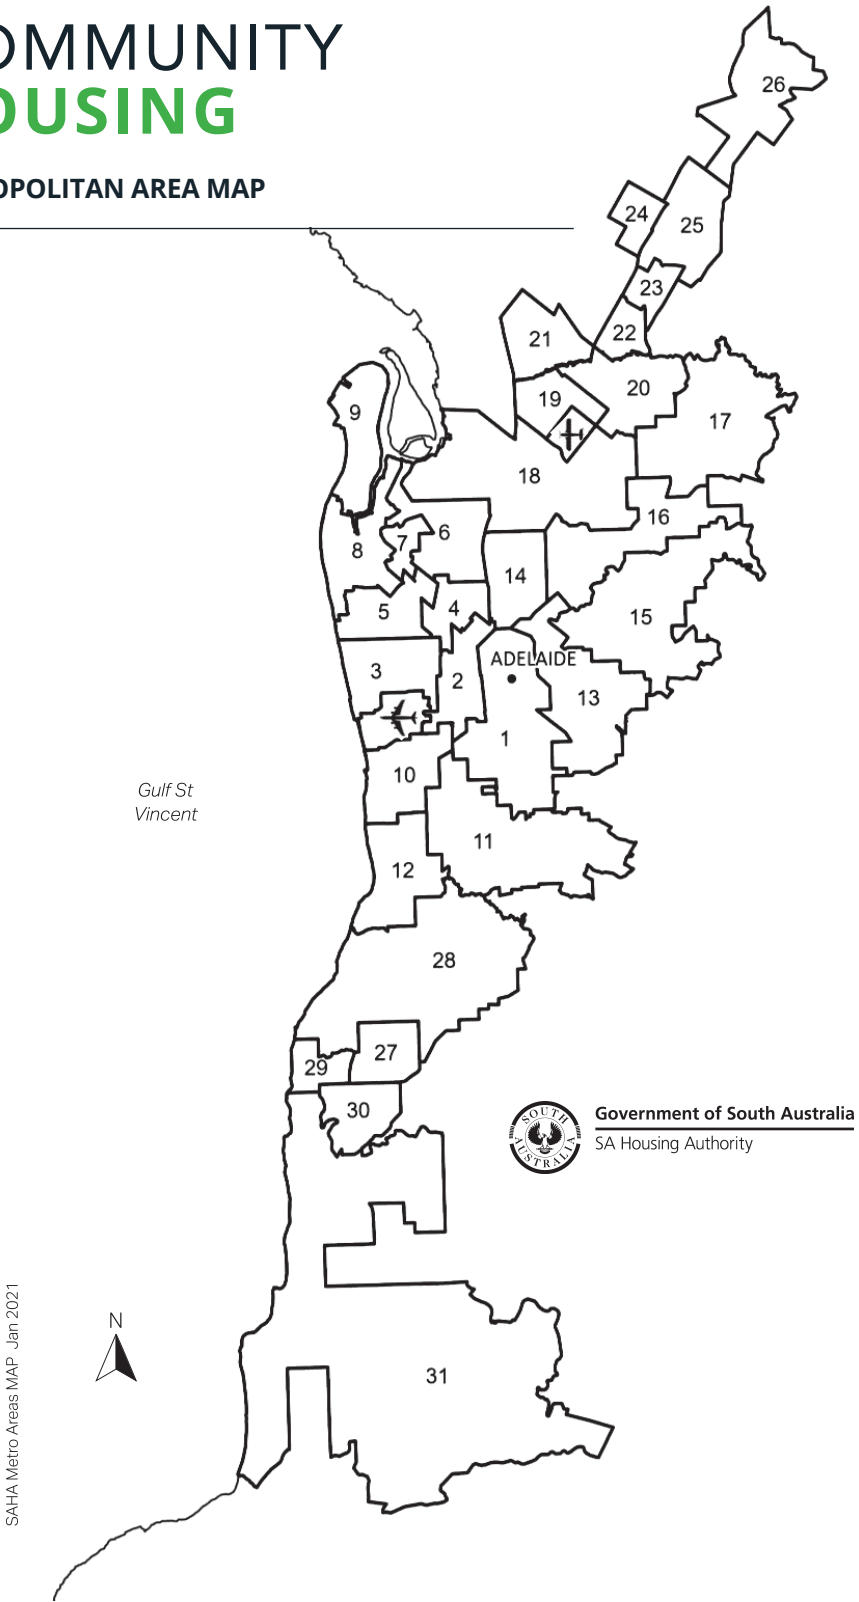 OMMUNITY
OUSING
OPOLITAN AREA MAP
26
24
25
23
22
21
20
19
9
17
18
16
6
7
8
14
5
4
15
ADELAIDE
3
2
13
1
10
Gulf St
Vincent
11
12
28
27
29
30
SOUTH AUSTRALIA
Government of South Australia
SA Housing Authority
N
31
SAHA Metro Areas MAP Jan 2021